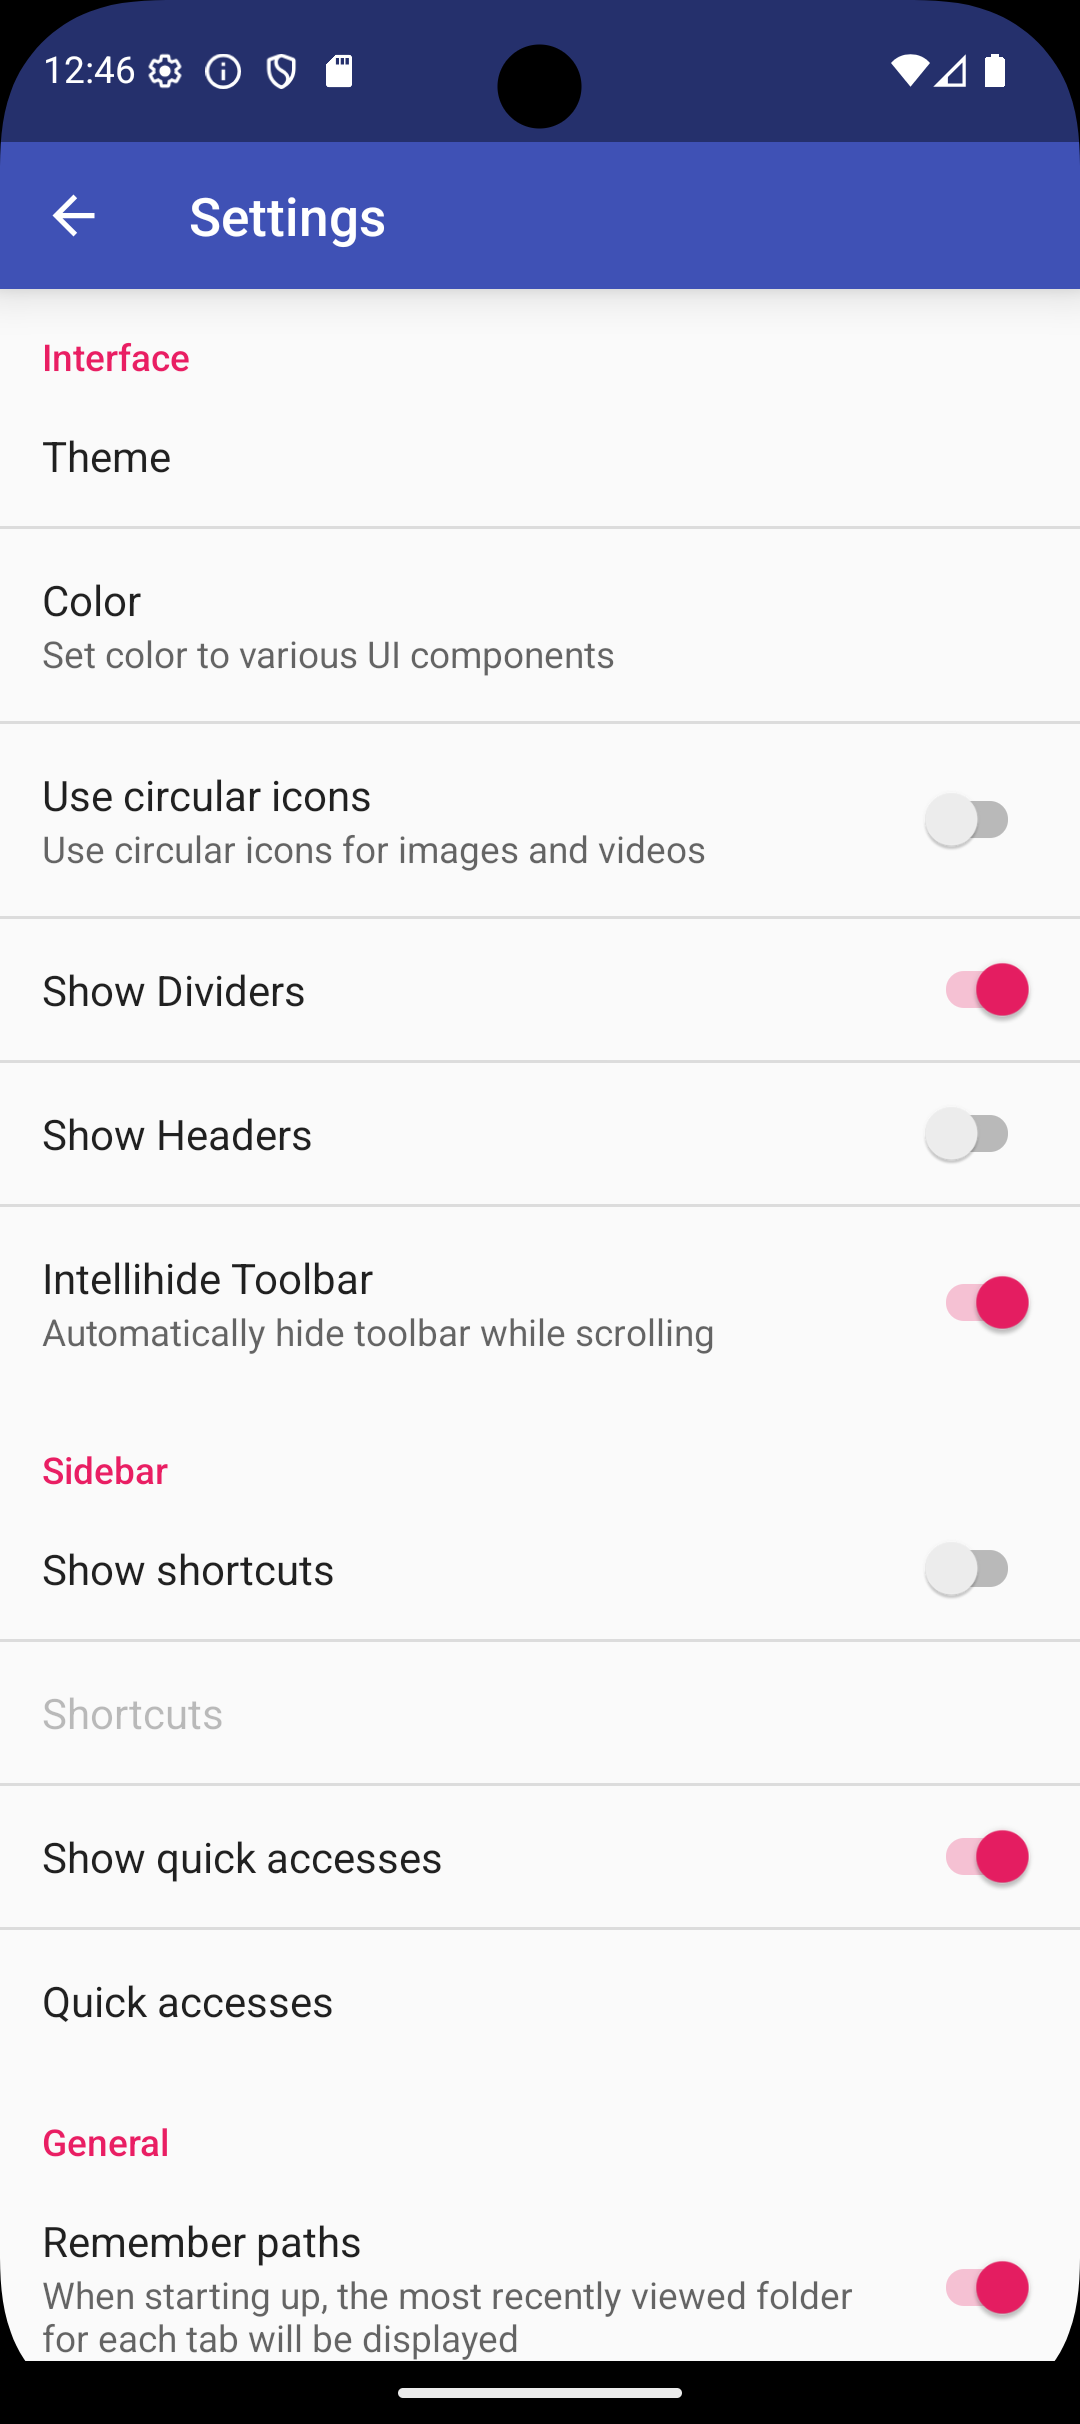 12:46
Settings
Interface
Theme
Color
Set color to various UI components
Use circular icons
Use circular icons for images and videos
Show Dividers
Show Headers
Intellihide Toolbar
Automatically hide toolbar while scrolling
Sidebar
Show shortcuts
Shortcuts
Show quick accesses
Quick accesses
General
Remember paths
When starting up, the most recently viewed folder
for each tab will be displayed